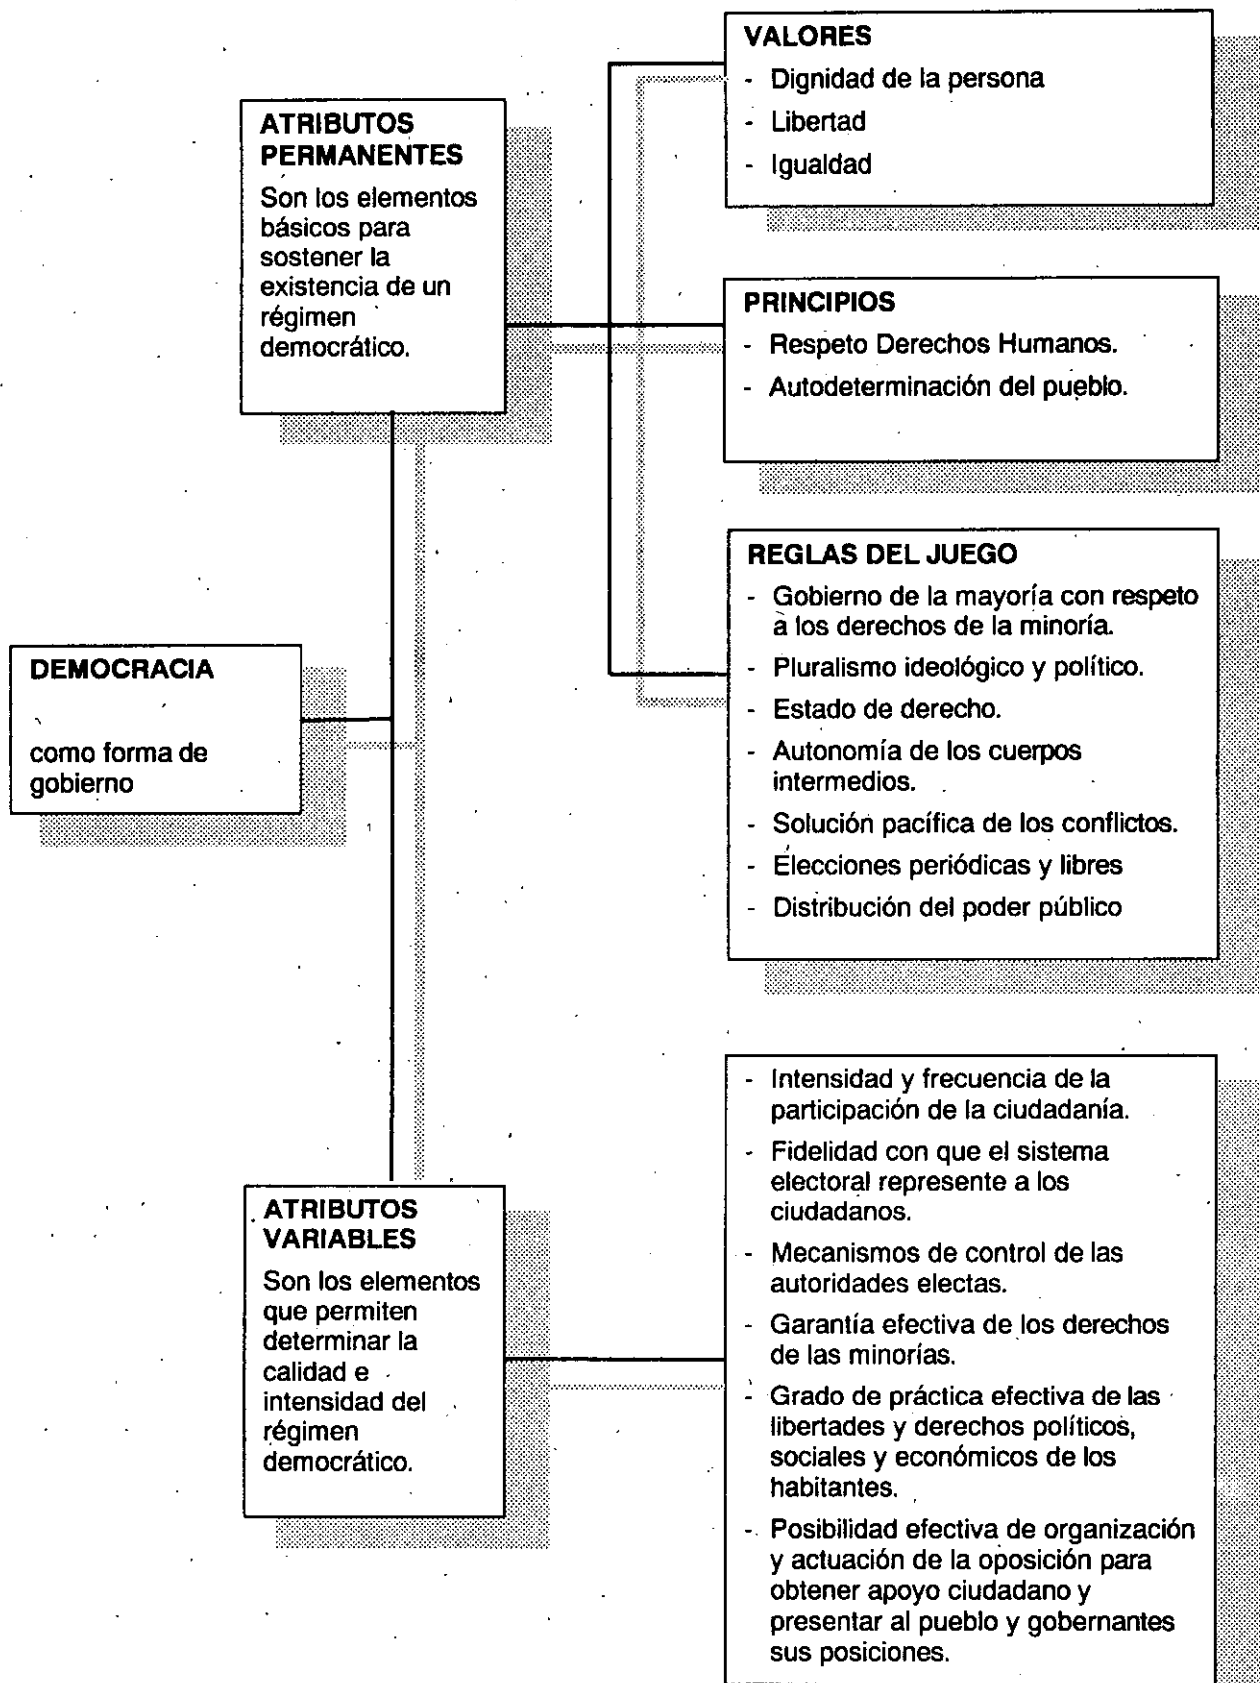 DEMOCRACIA
como forma de
gobierno
ATRIBUTOS
PERMANENTES
Son los elementos
básicos para
sostener la
existencia de un
régimen
democrático.
VALORES
- Dignidad de la persona
- Libertad
- Igualdad
PRINCIPIOS
- Respeto Derechos Humanos.
- Autodeterminación del pueblo.
REGLAS DEL JUEGO
- Gobierno de la mayoría con respeto
a los derechos de la minoría.
- Pluralismo ideológico y político.
- Estado de derecho.
- Autonomía de los cuerpos
intermedios.
- Solución pacífica de los conflictos.
- Elecciones periódicas y libres
- Distribución del poder público
ATRIBUTOS
VARIABLES
Son los elementos
que permiten
determinar la
calidad e
intensidad del
régimen
democrático.
- Intensidad y frecuencia de la
participación de la ciudadanía.
- Fidelidad con que el sistema
electoral represente a los
ciudadanos.
- Mecanismos de control de las
autoridades electas.
- Garantía efectiva de los derechos
de las minorías.
- Grado de práctica efectiva de las
libertades y derechos políticos,
sociales y económicos de los
habitantes.
- Posibilidad efectiva de organización
y actuación de la oposición para
obtener apoyo ciudadano y
presentar al pueblo y gobernantes
sus posiciones.